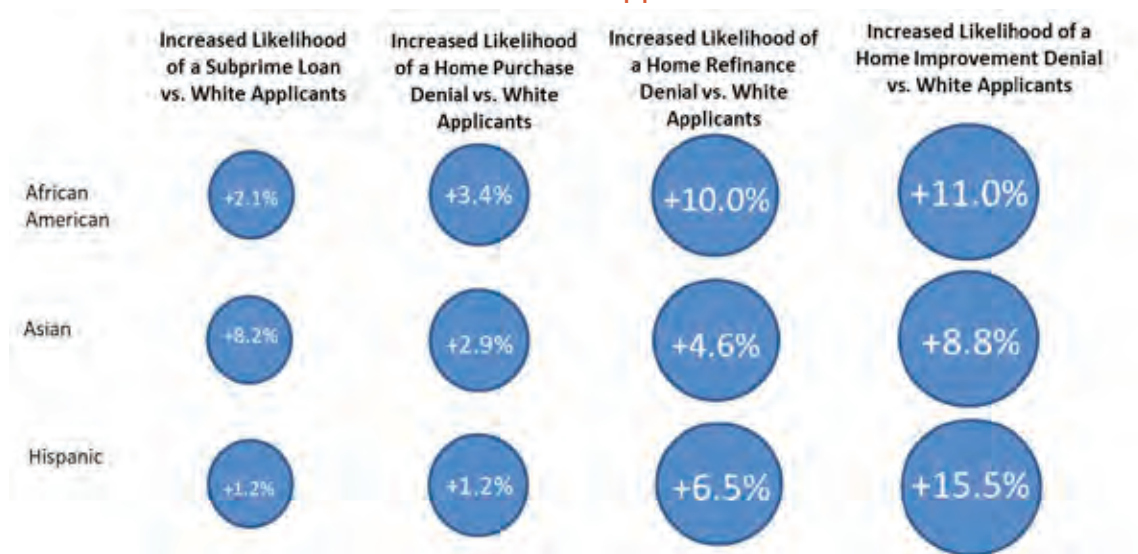 Increased Likelihood
of a Subprime Loan
vs. White Applicants
Increased Likelihood
of a Home Purchase
Denial vs. White
Applicants
Increased Likelihood of
a Home Refinance
Denial vs. White
Applicants
Increased Likelihood of a
Home Improvement Denial
vs. White Applicants
African
American
+2.1%
+3.4%
+10.0%
+11.0%
Asian
+8.2%
+2.9%
+4.6%
+8.8%
Hispanic
+1.2%
+1.2%
+6.5%
+15.5%